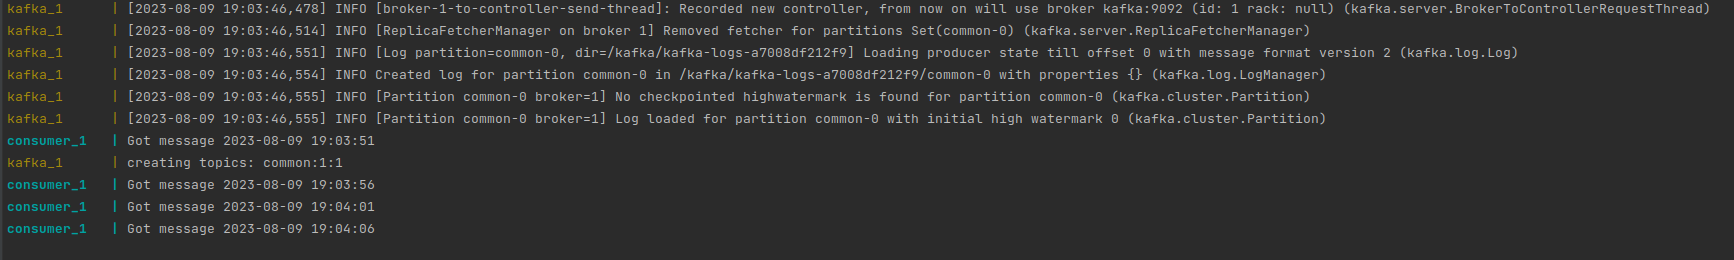 kafka_1      | [2023-08-09 19:03:46,478] INFO [broker-1-to-controller-send-thread]: Recorded new controller, from now on will use broker kafka:9092 (id: 1 rack: null) (kafka.server.BrokerToControllerRequestThread)
kafka_1      | [2023-08-09 19:03:46,514] INFO [ReplicaFetcherManager on broker 1] Removed fetcher for partitions Set(common-0) (kafka.server.ReplicaFetcherManager)
kafka_1      | [2023-08-09 19:03:46,551] INFO [Log partition=common-0, dir=/kafka/kafka-logs-a7008df212f9] Loading producer state till offset 0 with message format version 2 (kafka.log.Log)
kafka_1      | [2023-08-09 19:03:46,554] INFO Created log for partition common-0 in /kafka/kafka-logs-a7008df212f9/common-0 with properties {} (kafka.log.LogManager)
kafka_1      | [2023-08-09 19:03:46,555] INFO [Partition common-0 broker=1] No checkpointed highwatermark is found for partition common-0 (kafka.cluster.Partition)
kafka_1      | [2023-08-09 19:03:46,555] INFO [Partition common-0 broker=1] Log loaded for partition common-0 with initial high watermark 0 (kafka.cluster.Partition)
consumer_1   | Got message 2023-08-09 19:03:51
kafka_1      | creating topics: common:1:1
consumer_1   | Got message 2023-08-09 19:03:56
consumer_1   | Got message 2023-08-09 19:04:01
consumer_1   | Got message 2023-08-09 19:04:06